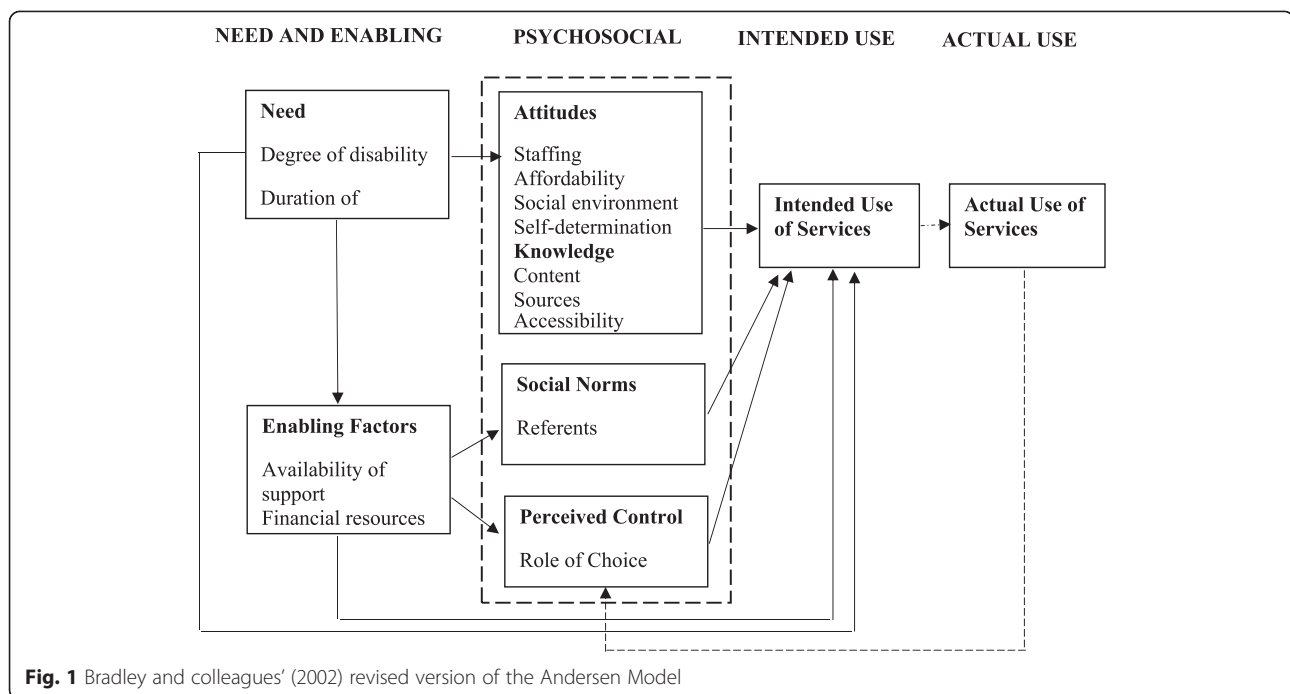 NEED AND ENABLING
PSYCHOSOCIAL
INTENDED USE
ACTUAL USE
Need
Degree of disability
Duration of
Enabling Factors
Availability of
support
Financial resources
Attitudes
Staffing
Affordability
Social environment
Self-determination
Knowledge
Content
Sources
Accessibility
Social Norms
Referents
Perceived Control
Role of Choice
Intended Use
of Services
Actual Use of
Services
Fig. 1 Bradley and colleagues’ (2002) revised version of the Andersen Model